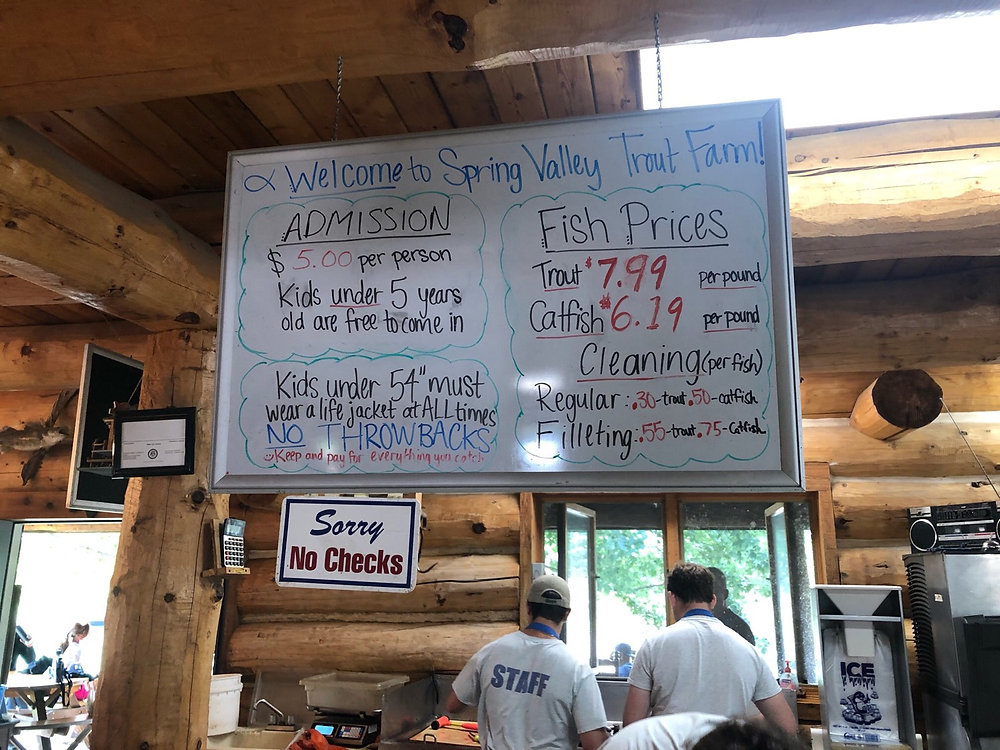 Welcome to Spring Valley Trout Farm!
ADMISSION
$ 5.00 per person
Kids under 5 years
old are free to come in
Kids under 54" must
wear a life jacket at ALL times
NO THROWBACKS
Keep and pay for everything you catch
Fish Prices
Trout $7.99 per pound
Catfish $6.19 per pound
Cleaning (per fish)
Regular: .30-trout .50-catfish
Filleting: .55-trout .75-catfish
Sorry
No Checks
STAFF
ICE